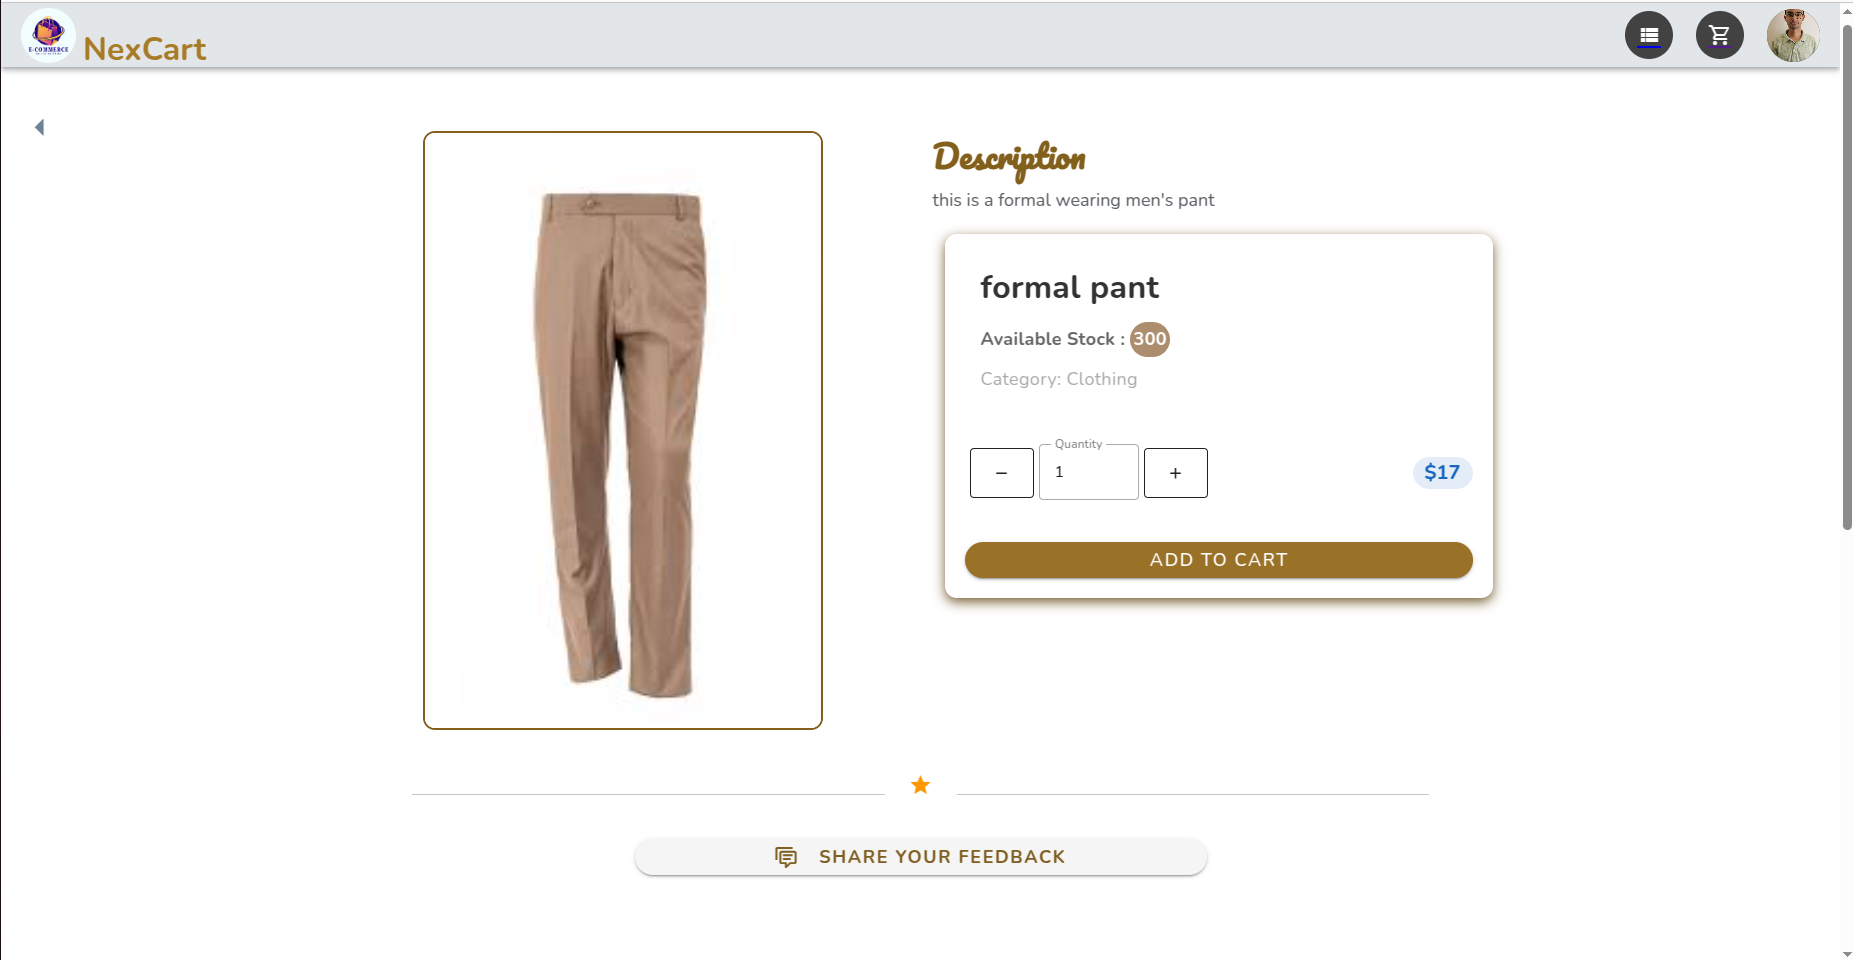 E-COMMERCE
NexCart
Description
this is a formal wearing men's pant
formal pant
Available Stock : 300
Category: Clothing
Quantity
− 1 +
$17
ADD TO CART
SHARE YOUR FEEDBACK